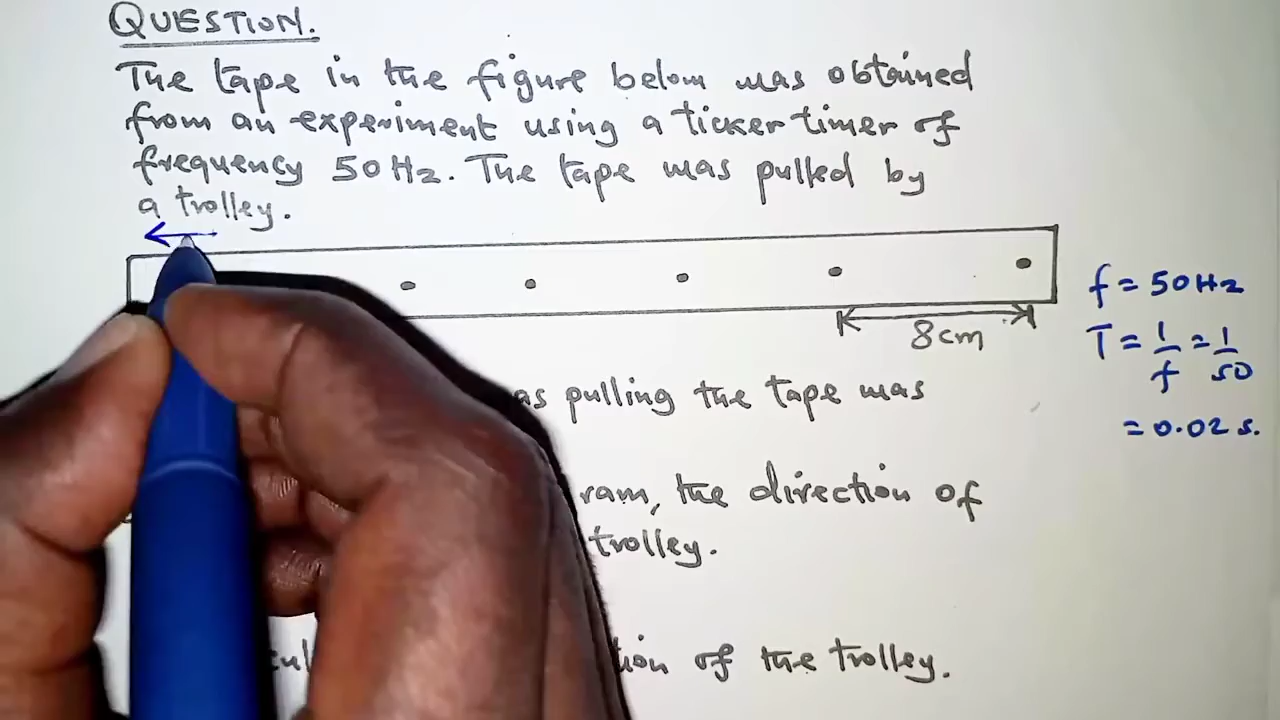 QUESTION.
The tape in the figure below was obtained
from an experiment using a ticker timer of
frequency 50Hz. The tape was pulled by
a trolley.
8cm
f = 50Hz
T = 1/f = 1/50
= 0.02 s.
as pulling the tape was
ram, the direction of
trolley.
of the trolley.